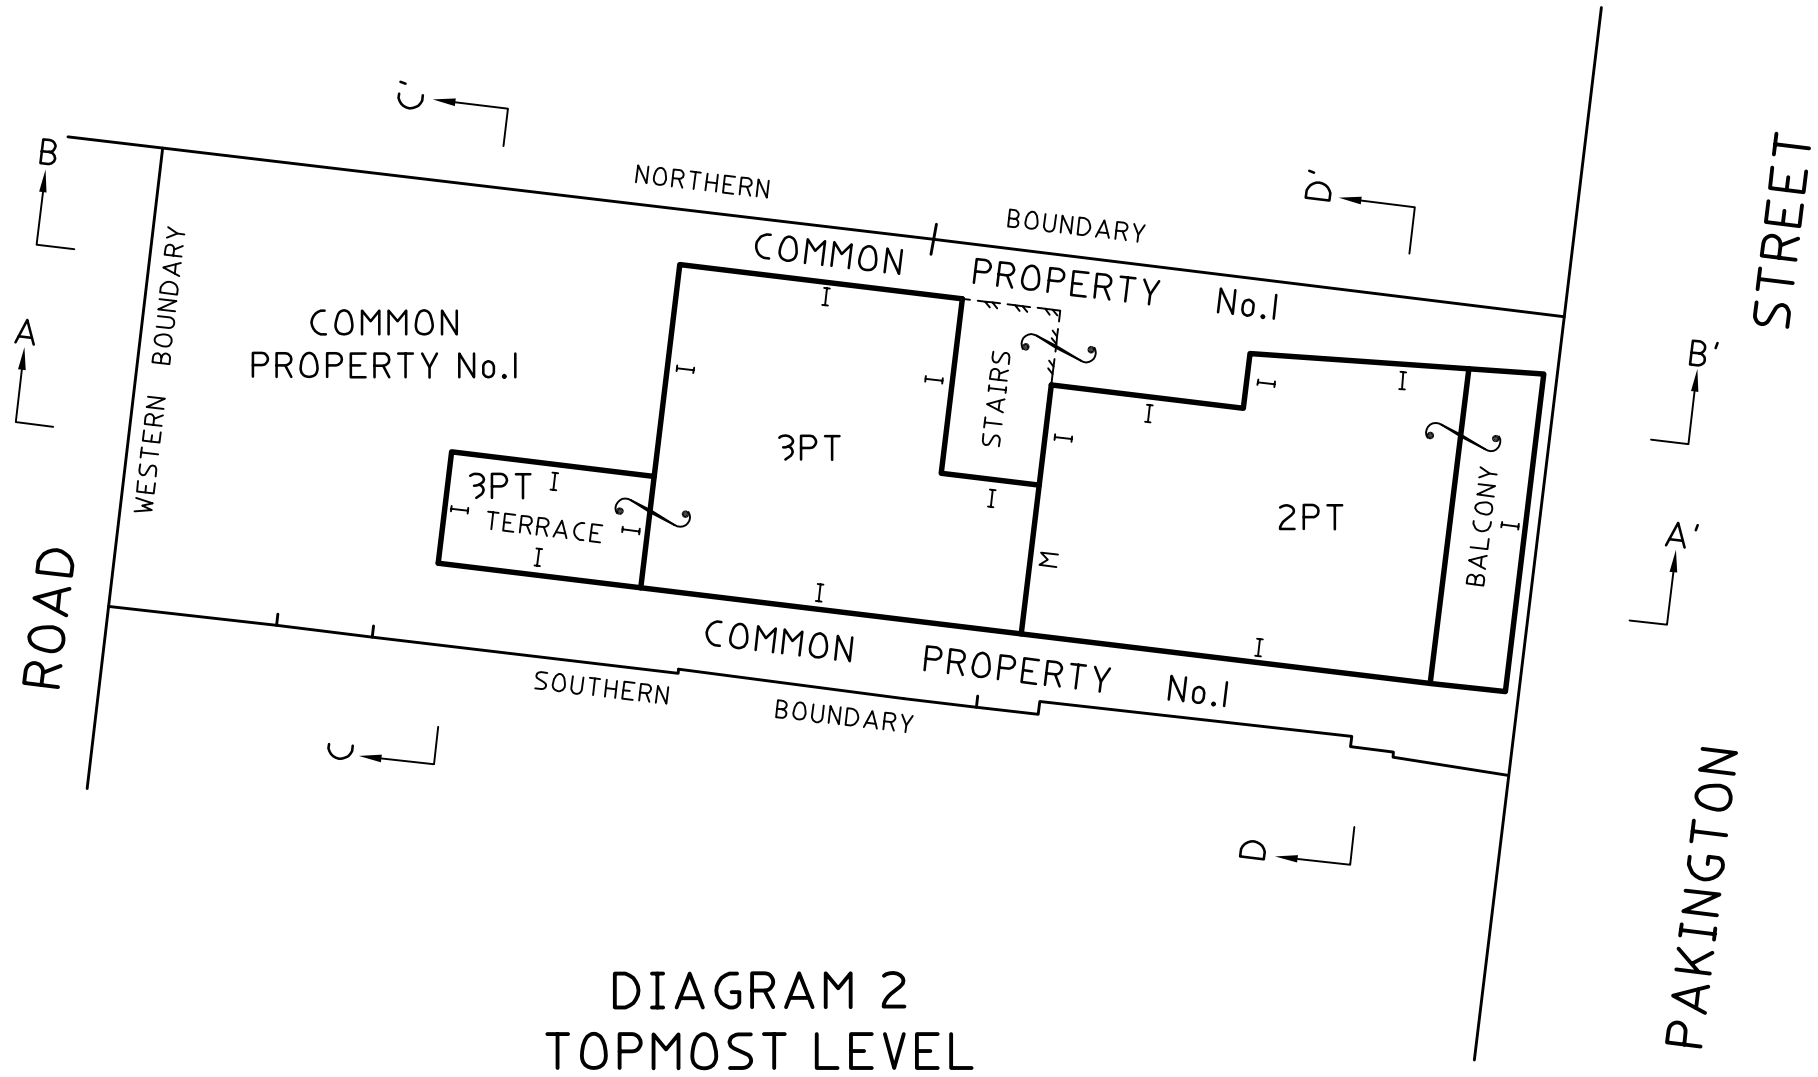 C'
B
NORTHERN
BOUNDARY
D'
STREET
COMMON PROPERTY No.1
WESTERN BOUNDARY
COMMON
PROPERTY No.1
A
B'
I
I
I
I
I
I
STAIRS
3PT
I
I
I
3PT
I
I
TERRACE
I
I
I
M
2PT
BALCONY
I
A'
I
I
ROAD
COMMON PROPERTY No.1
SOUTHERN
BOUNDARY
C
D
PAKINGTON
DIAGRAM 2
TOPMOST LEVEL